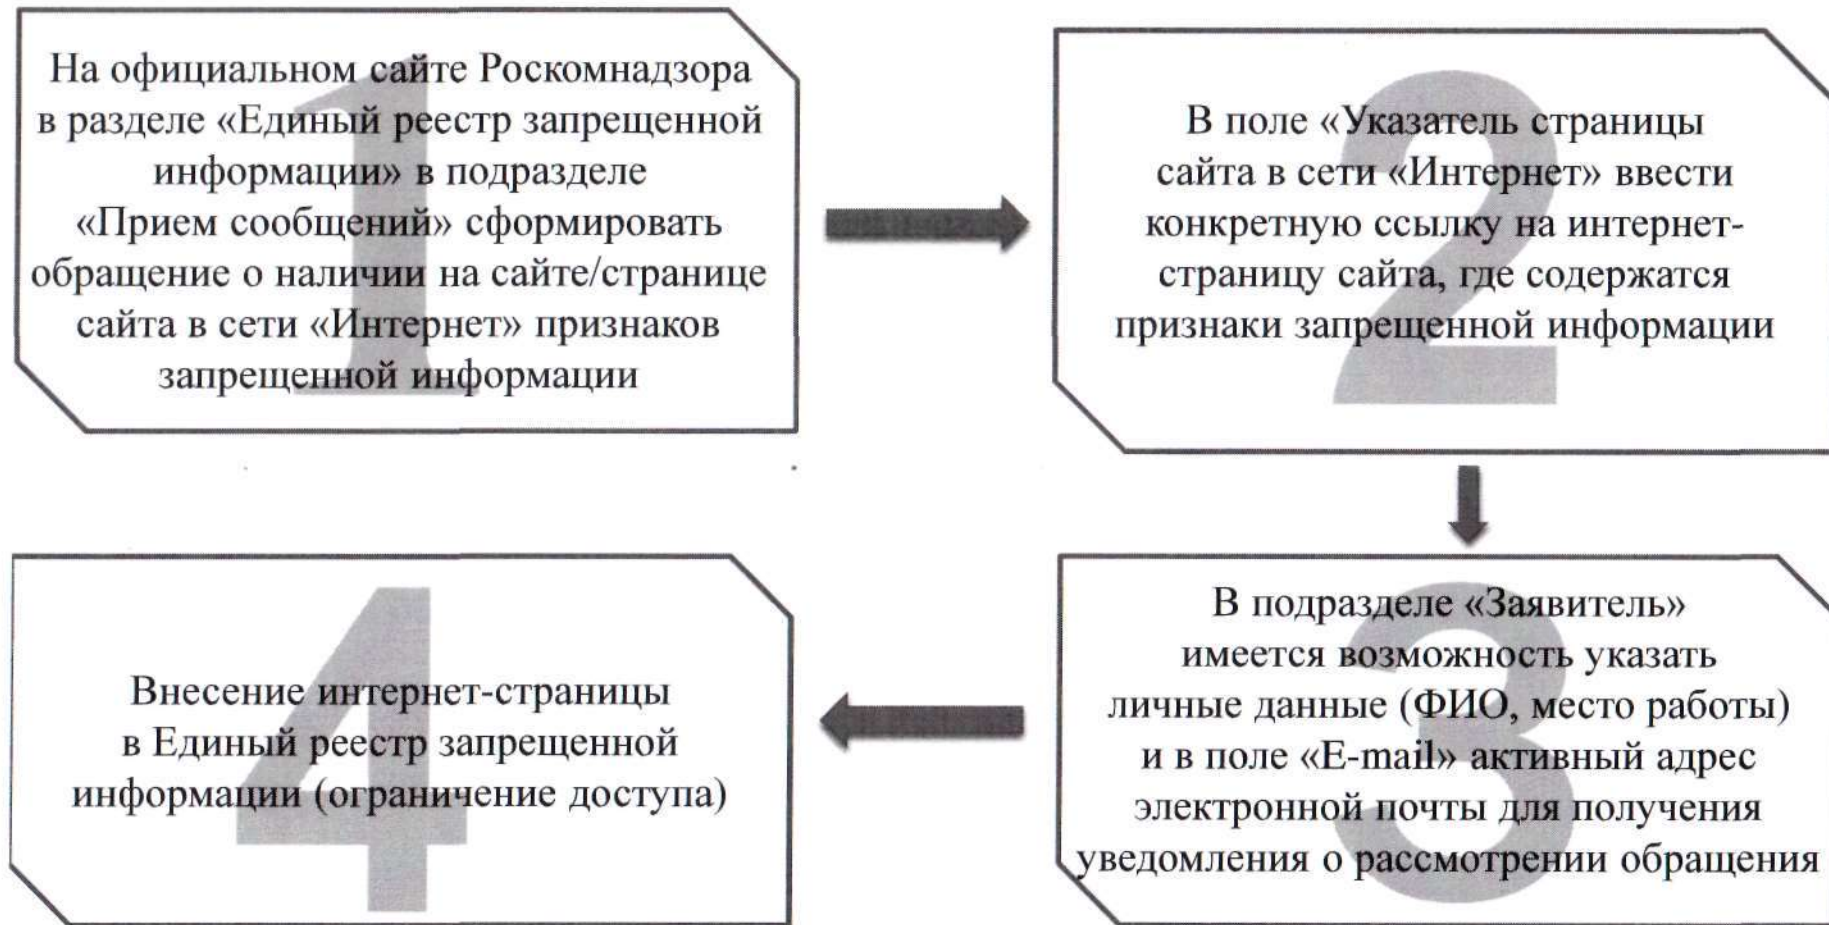 1
На официальном сайте Роскомнадзора
в разделе «Единый реестр запрещенной
информации» в подразделе
«Прием сообщений» сформировать
обращение о наличии на сайте/странице
сайта в сети «Интернет» признаков
запрещенной информации
2
В поле «Указатель страницы
сайта в сети «Интернет» ввести
конкретную ссылку на интернет-
страницу сайта, где содержатся
признаки запрещенной информации
3
В подразделе «Заявитель»
имеется возможность указать
личные данные (ФИО, место работы)
и в поле «E-mail» активный адрес
электронной почты для получения
уведомления о рассмотрении обращения
4
Внесение интернет-страницы
в Единый реестр запрещенной
информации (ограничение доступа)